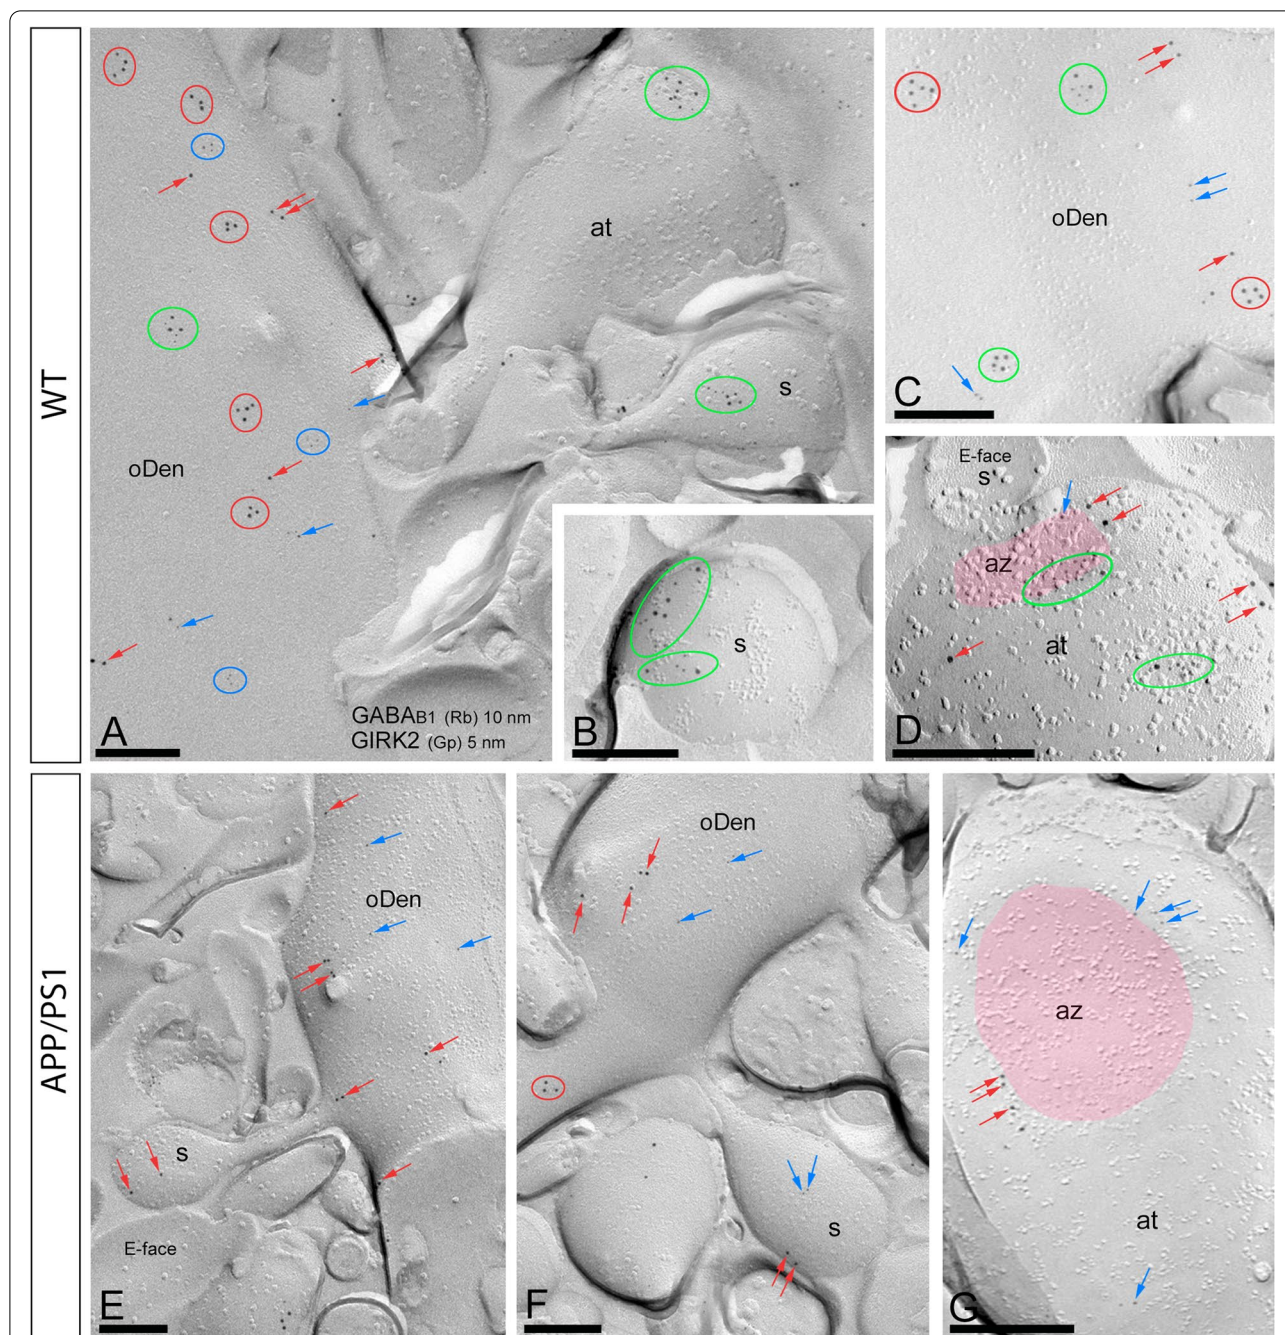 WT
at
s
oDen
GABAB1 (Rb) 10 nm
GIRK2 (Gp) 5 nm
A
s
B
oDen
C
E-face
s
az
at
D
APP/PS1
oDen
s
E-face
E
oDen
s
F
az
at
G